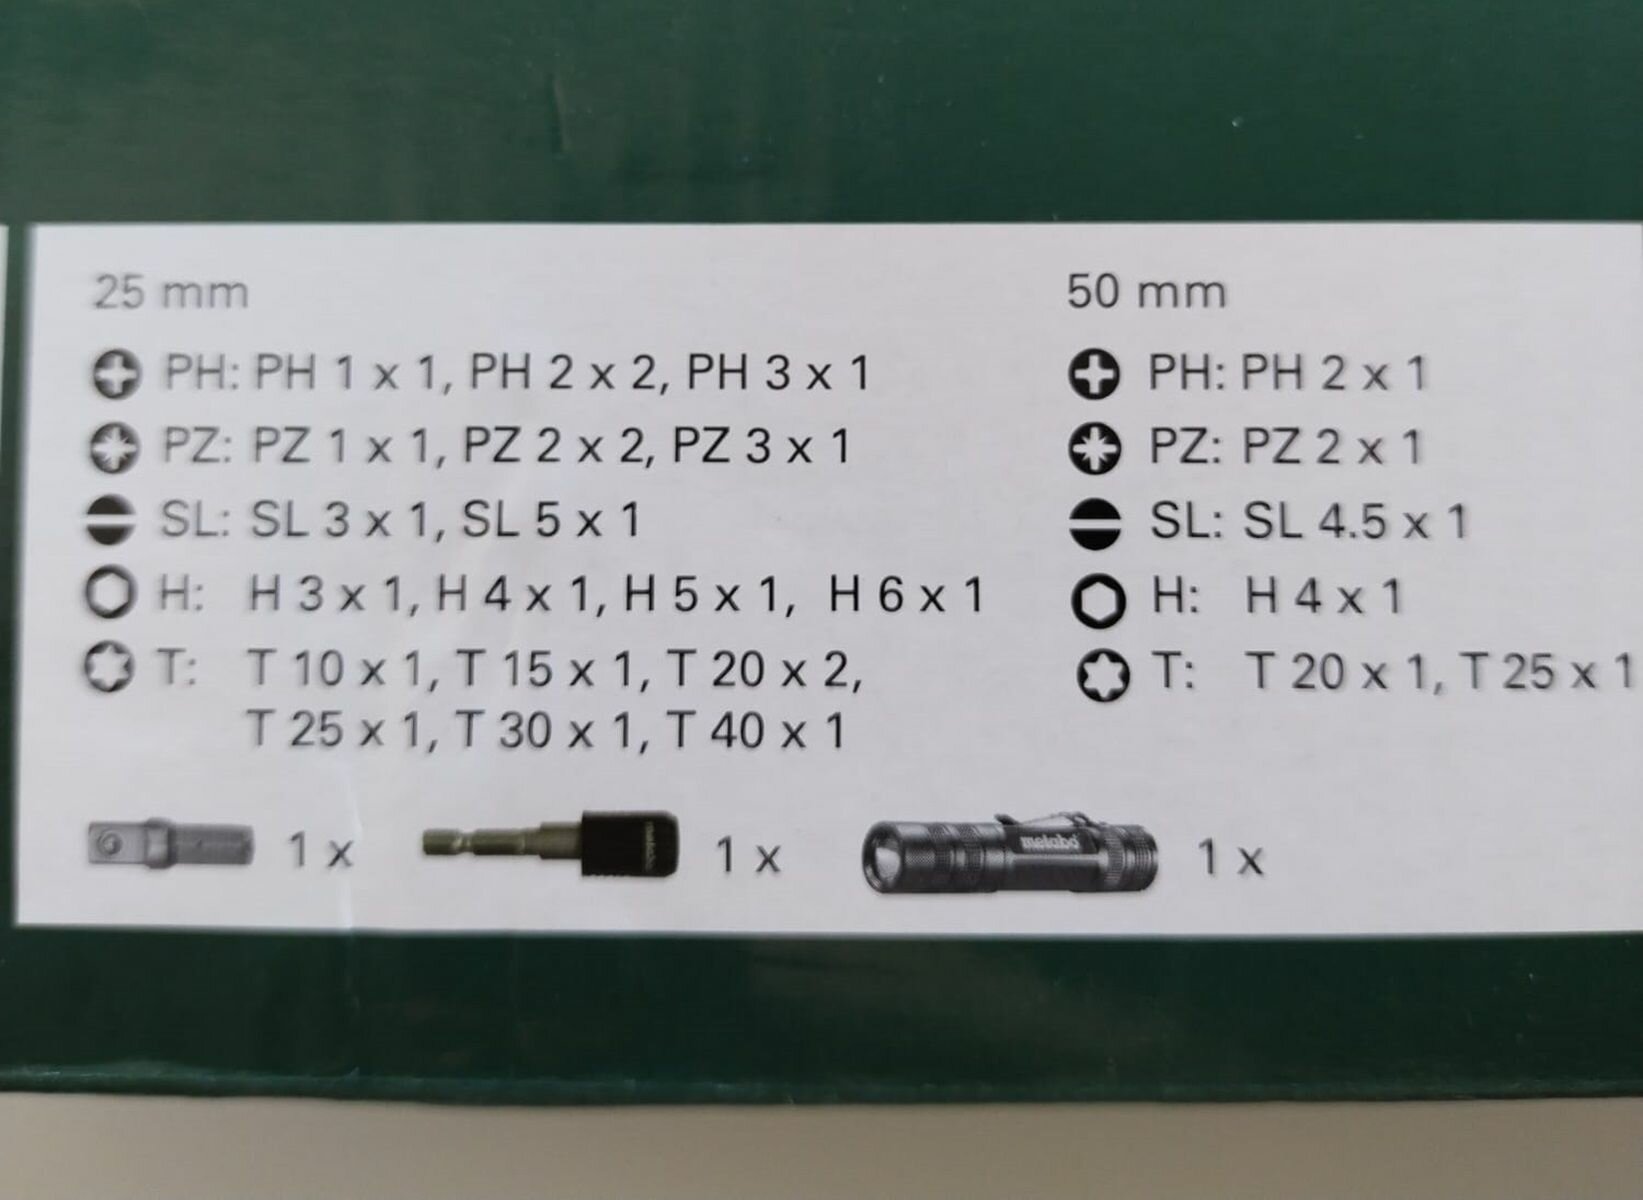 25 mm
PH: PH 1 x 1, PH 2 x 2, PH 3 x 1
PZ: PZ 1 x 1, PZ 2 x 2, PZ 3 x 1
SL: SL 3 x 1, SL 5 x 1
H: H 3 x 1, H 4 x 1, H 5 x 1, H 6 x 1
T: T 10 x 1, T 15 x 1, T 20 x 2,
T 25 x 1, T 30 x 1, T 40 x 1
50 mm
PH: PH 2 x 1
PZ: PZ 2 x 1
SL: SL 4.5 x 1
H: H 4 x 1
T: T 20 x 1, T 25 x 1
1 x
metabo
1 x
metabo
1 x